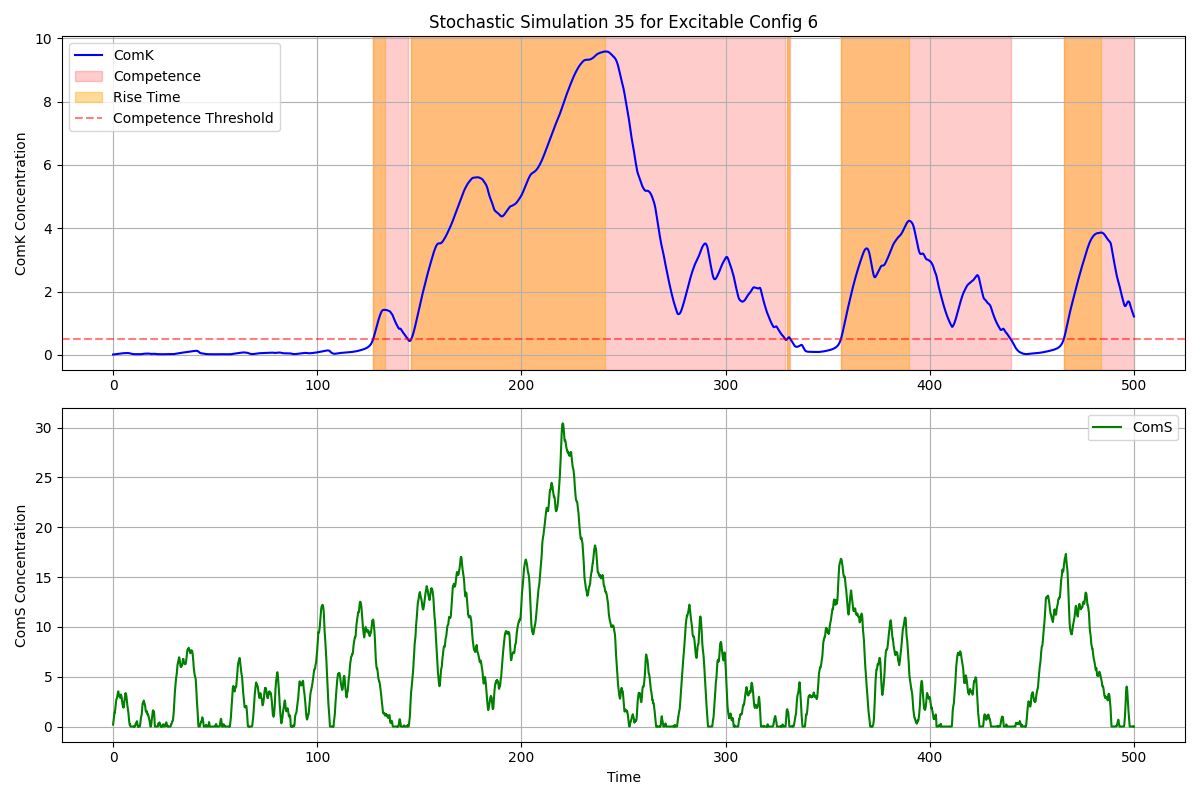 Stochastic Simulation 35 for Excitable Config 6
ComK Concentration
10
8
6
4
2
0
ComK
Competence
Rise Time
Competence Threshold
0 100 200 300 400 500
ComS Concentration
30
25
20
15
10
5
0
ComS
0 100 200 300 400 500
Time